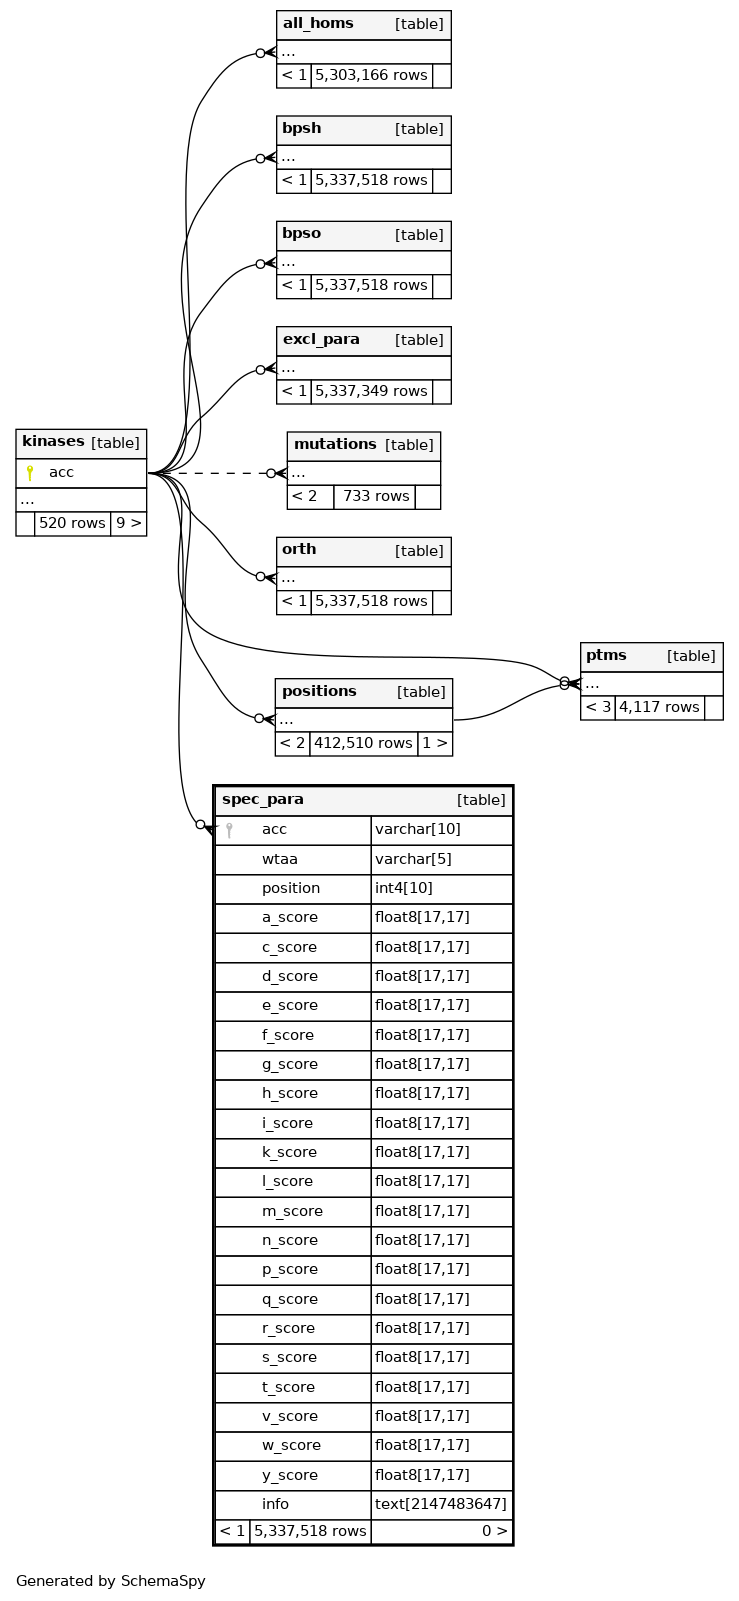 all_homs [table]
...
< 1 5,303,166 rows
bpsh [table]
...
< 1 5,337,518 rows
bpso [table]
...
< 1 5,337,518 rows
excl_para [table]
...
< 1 5,337,349 rows
kinases [table]
acc
...
520 rows 9 >
mutations [table]
...
< 2 733 rows
orth [table]
...
< 1 5,337,518 rows
ptms [table]
...
< 3 4,117 rows
positions [table]
...
< 2 412,510 rows 1 >
spec_para [table]
acc varchar[10]
wtaa varchar[5]
position int4[10]
a_score float8[17,17]
c_score float8[17,17]
d_score float8[17,17]
e_score float8[17,17]
f_score float8[17,17]
g_score float8[17,17]
h_score float8[17,17]
i_score float8[17,17]
k_score float8[17,17]
l_score float8[17,17]
m_score float8[17,17]
n_score float8[17,17]
p_score float8[17,17]
q_score float8[17,17]
r_score float8[17,17]
s_score float8[17,17]
t_score float8[17,17]
v_score float8[17,17]
w_score float8[17,17]
y_score float8[17,17]
info text[2147483647]
< 1 5,337,518 rows 0 >
Generated by SchemaSpy